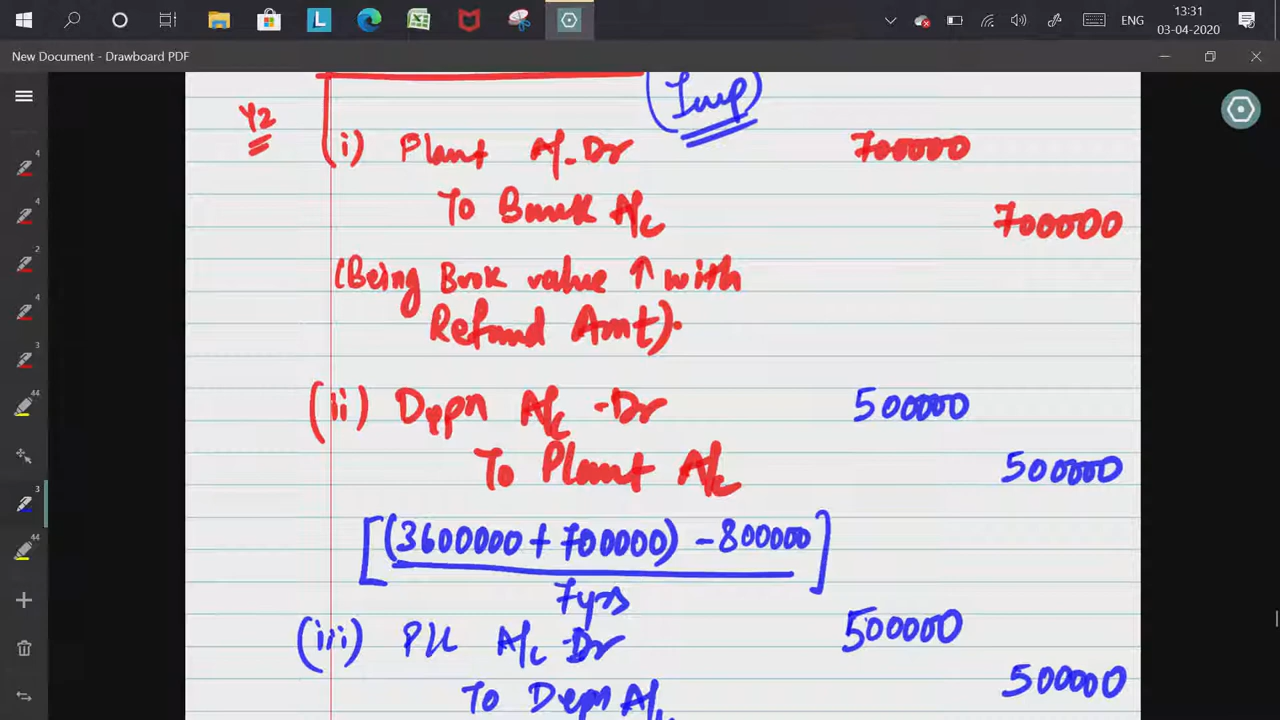 ENG
13:31
03-04-2020
New Document - Drawboard PDF
(Imp)
Y2
(i) Plant A/c Dr 700000
To Bank A/c 700000
(Being Book value ↑ with
Refund Amt).
(ii) Depn A/c - Dr 500000
To Plant A/c 500000
[(3600000 + 700000) - 800000]
7yrs
(iii) P/L A/c Dr 500000
To Depn A/c 500000